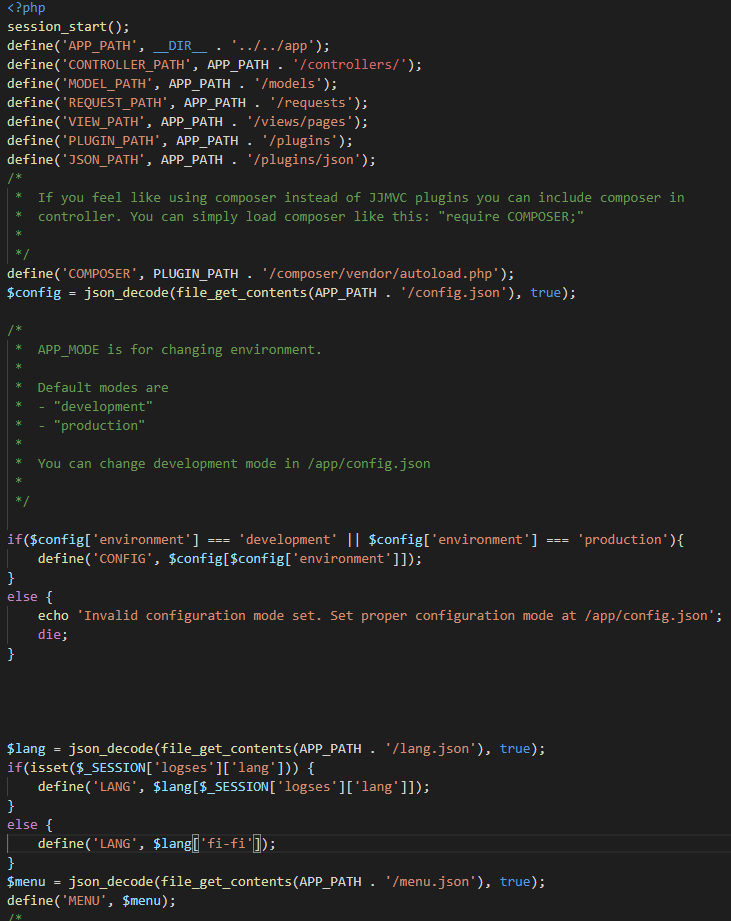 <?php
session_start();
define('APP_PATH', __DIR__ . '../../app');
define('CONTROLLER_PATH', APP_PATH . '/controllers/');
define('MODEL_PATH', APP_PATH . '/models');
define('REQUEST_PATH', APP_PATH . '/requests');
define('VIEW_PATH', APP_PATH . '/views/pages');
define('PLUGIN_PATH', APP_PATH . '/plugins');
define('JSON_PATH', APP_PATH . '/plugins/json');
/*
 *  If you feel like using composer instead of JJMVC plugins you can include composer in
 *  controller. You can simply load composer like this: "require COMPOSER;"
 *
 */
define('COMPOSER', PLUGIN_PATH . '/composer/vendor/autoload.php');
$config = json_decode(file_get_contents(APP_PATH . '/config.json'), true);
/*
 *  APP_MODE is for changing environment.
 *
 *  Default modes are
 *  - "development"
 *  - "production"
 *
 *  You can change development mode in /app/config.json
 *
 */
if($config['environment'] === 'development' || $config['environment'] === 'production'){
    define('CONFIG', $config[$config['environment']]);
}
else {
    echo 'Invalid configuration mode set. Set proper configuration mode at /app/config.json';
    die;
}
$lang = json_decode(file_get_contents(APP_PATH . '/lang.json'), true);
if(isset($_SESSION['logses']['lang'])) {
    define('LANG', $lang[$_SESSION['logses']['lang']]);
}
else {
    define('LANG', $lang['fi-fi']);
}
$menu = json_decode(file_get_contents(APP_PATH . '/menu.json'), true);
define('MENU', $menu);
/*